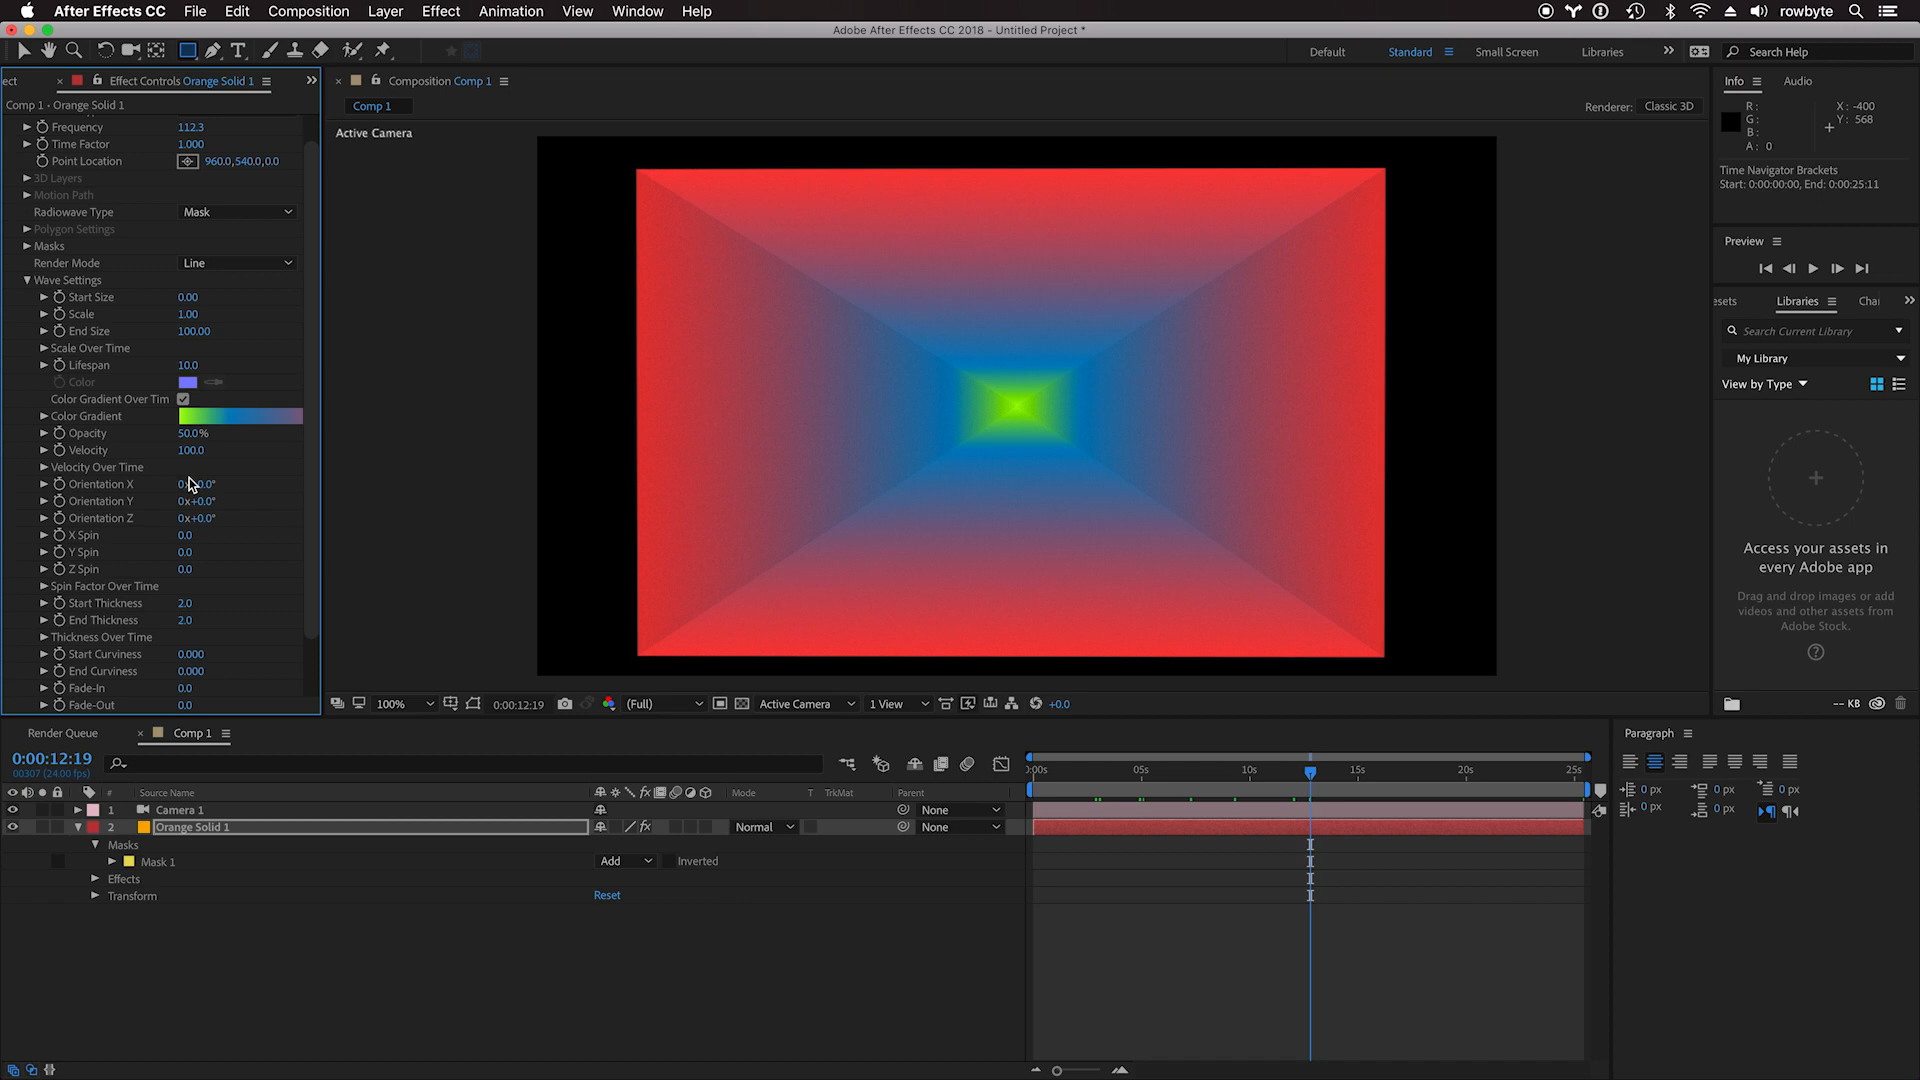 After Effects CC File Edit Composition Layer Effect Animation View Window Help rowbyte
Adobe After Effects CC 2018 - Untitled Project *
Default Standard Small Screen Libraries Search Help
ect Effect Controls Orange Solid 1
Comp 1 · Orange Solid 1
Frequency 112.3
Time Factor 1.000
Point Location 960.0,540.0,0.0
3D Layers
Motion Path
Radiowave Type Mask
Polygon Settings
Masks
Render Mode Line
Wave Settings
Start Size 0.00
Scale 1.00
End Size 100.00
Scale Over Time
Lifespan 10.0
Color
Color Gradient Over Tim
Color Gradient
Opacity 50.0%
Velocity 100.0
Velocity Over Time
Orientation X
Orientation Y 0x+0.0°
Orientation Z 0x+0.0°
X Spin 0.0
Y Spin 0.0
Z Spin 0.0
Spin Factor Over Time
Start Thickness 2.0
End Thickness 2.0
Thickness Over Time
Start Curviness 0.000
End Curviness 0.000
Fade-In 0.0
Fade-Out 0.0
Composition Comp 1
Comp 1
Renderer: Classic 3D
Active Camera
100% 0:00:12:19 (Full) Active Camera 1 View +0.0
Info Audio
R:
G:
B:
A: 0
X: -400
Y: 568
Time Navigator Brackets
Start: 0:00:00:00, End: 0:00:25:11
Preview
esets Libraries Cha
Search Current Library
My Library
View by Type
Access your assets in
every Adobe app
Drag and drop images or add
videos and other assets from
Adobe Stock.
-- KB
Render Queue Comp 1
0:00:12:19
00307 (24.00 fps)
# Source Name Mode T TrkMat Parent
1 Camera 1 None
2 Orange Solid 1 Normal None
Masks
Mask 1 Add Inverted
Effects
Transform Reset
0:00s 05s 10s 15s 20s 25s
Paragraph
0 px 0 px 0 px
0 px 0 px